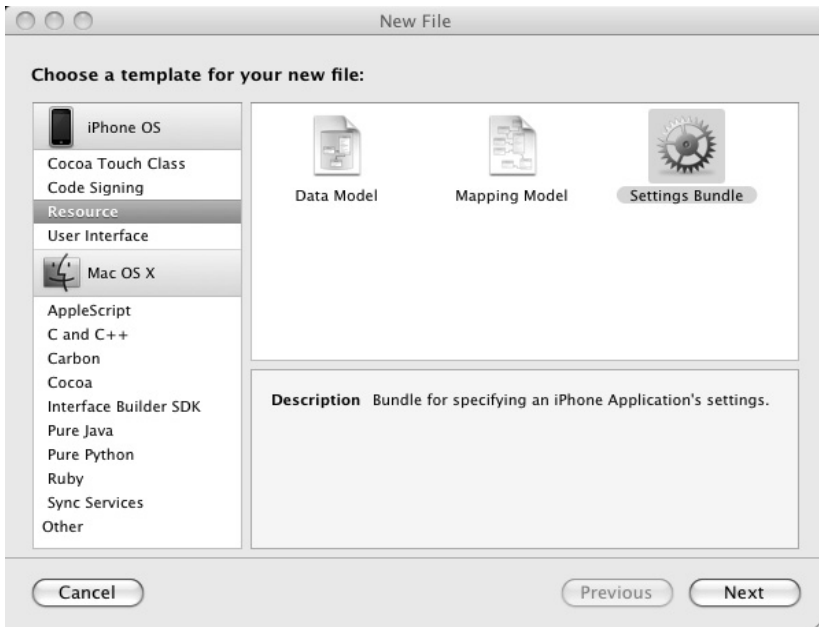 New File
Choose a template for your new file:
iPhone OS
Cocoa Touch Class
Code Signing
Resource
User Interface
Mac OS X
AppleScript
C and C++
Carbon
Cocoa
Interface Builder SDK
Pure Java
Pure Python
Ruby
Sync Services
Other
Data Model
Mapping Model
Settings Bundle
Description Bundle for specifying an iPhone Application's settings.
Cancel
Previous
Next